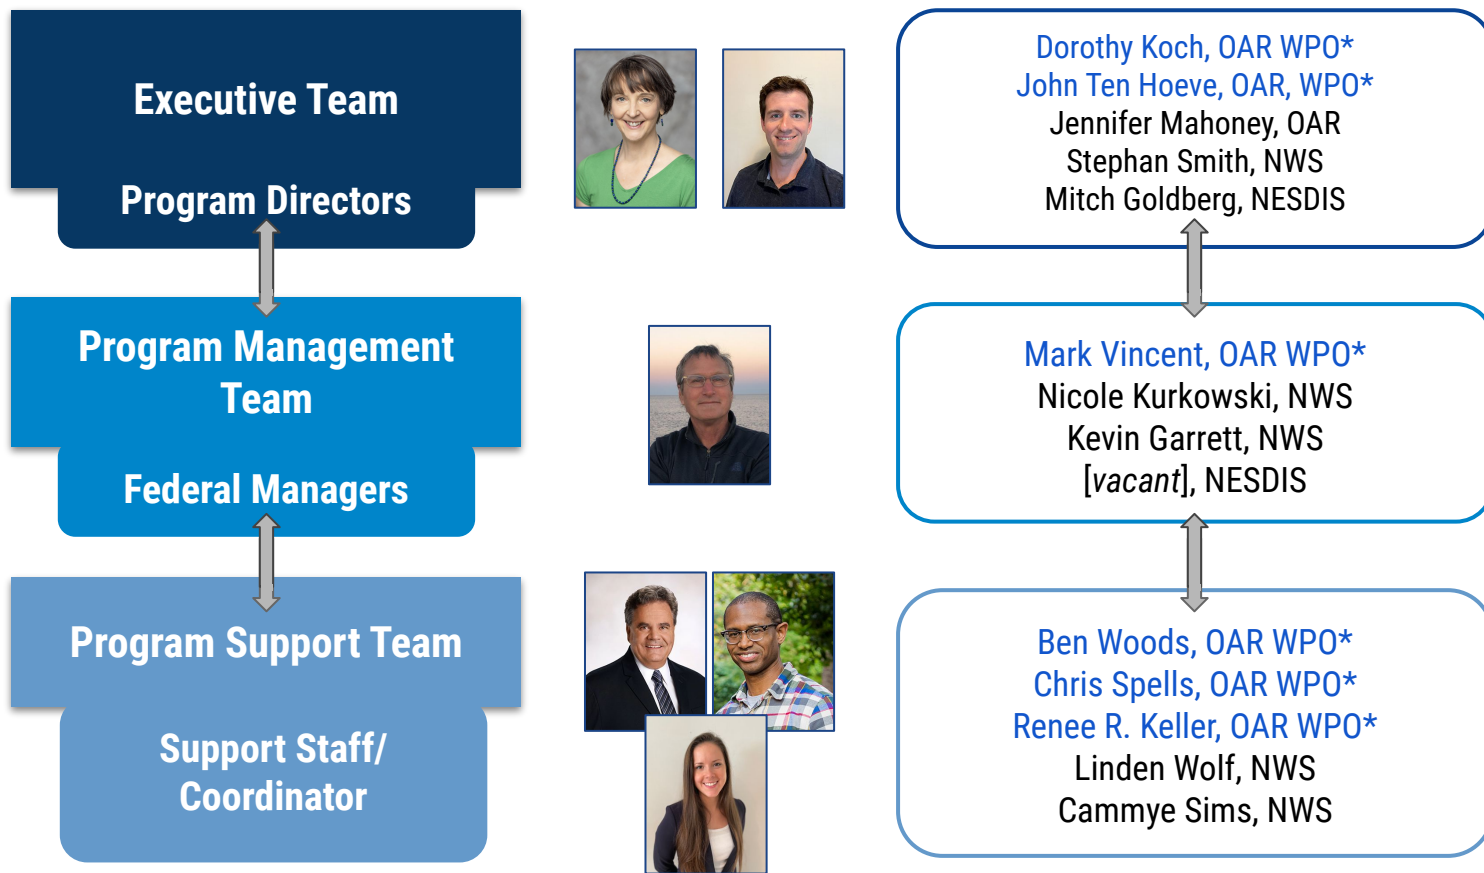 Executive Team
Program Directors
Dorothy Koch, OAR WPO*
John Ten Hoeve, OAR, WPO*
Jennifer Mahoney, OAR
Stephan Smith, NWS
Mitch Goldberg, NESDIS
Program Management
Team
Federal Managers
Mark Vincent, OAR WPO*
Nicole Kurkowski, NWS
Kevin Garrett, NWS
[vacant], NESDIS
Program Support Team
Support Staff/
Coordinator
Ben Woods, OAR WPO*
Chris Spells, OAR WPO*
Renee R. Keller, OAR WPO*
Linden Wolf, NWS
Cammye Sims, NWS